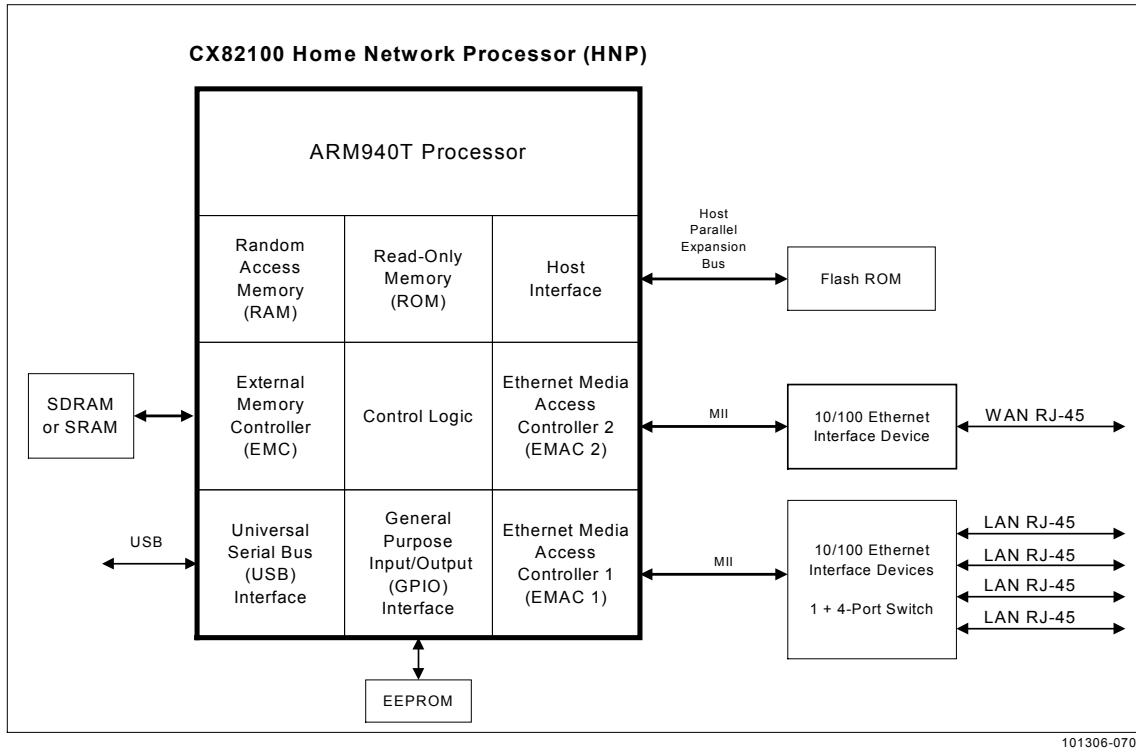 CX82100 Home Network Processor (HNP)
ARM940T Processor
Random
Access
Memory
(RAM)
Read-Only
Memory
(ROM)
Host
Interface
Host
Parallel
Expansion
Bus
Flash ROM
SDRAM
or SRAM
External
Memory
Controller
(EMC)
Control Logic
Ethernet Media
Access
Controller 2
(EMAC 2)
MII
10/100 Ethernet
Interface Device
WAN RJ-45
USB
Universal
Serial Bus
(USB)
Interface
General
Purpose
Input/Output
(GPIO)
Interface
Ethernet Media
Access
Controller 1
(EMAC 1)
MII
10/100 Ethernet
Interface Devices
1 + 4-Port Switch
LAN RJ-45
LAN RJ-45
LAN RJ-45
LAN RJ-45
EEPROM
101306-070